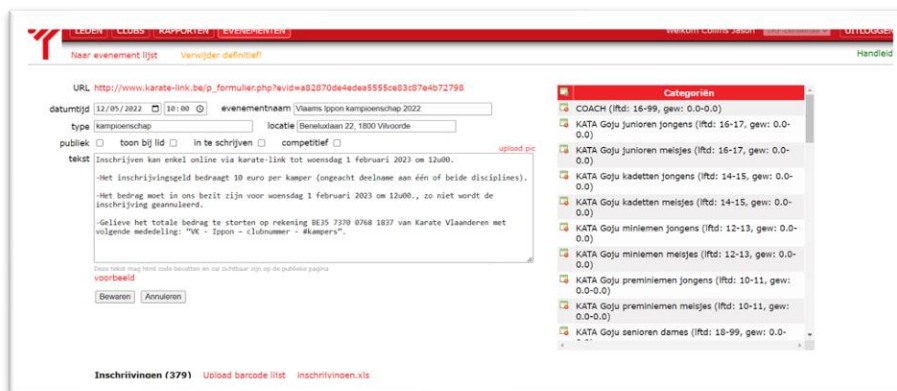 LEDEN CLUBS RAPPORTEN EVENEMENTEN Welkom Collins Jason UITLOGGEN
Naar evenement lijst Verwijder definitief! Handleid
URL http://www.karate-link.be/p_formulier.php?evid=a82870de4edea5555ce83c87e4b72798
datumtijd 12/05/2022 10:00 evenementnaam Vlaams Ippon kampioenschap 2022
type kampioenschap locatie Beneluxlaan 22, 1800 Vilvoorde
publiek toon bij lid in te schrijven competitief
upload pic
tekst Inschrijven kan enkel online via karate-link tot woensdag 1 februari 2023 om 12u00.
-Het inschrijvingsgeld bedraagt 10 euro per kamper (ongeacht deelname aan één of beide disciplines).
-Het bedrag moet in ons bezit zijn voor woensdag 1 februari 2023 om 12u00., zo niet wordt de
inschrijving geannuleerd.
-Gelieve het totale bedrag te storten op rekening BE35 7370 0768 1837 van Karate Vlaanderen met
volgende mededeling: “VK - Ippon – clubnummer - #kampers”.
Deze tekst mag html code bevatten en zal zichtbaar zijn op de publieke pagina
voorbeeld
Bewaren Annuleren
Categoriën
COACH (lftd: 16-99, gew: 0.0-0.0)
KATA Goju junioren jongens (lftd: 16-17, gew: 0.0-
0.0)
KATA Goju junioren meisjes (lftd: 16-17, gew: 0.0-
0.0)
KATA Goju kadetten jongens (lftd: 14-15, gew: 0.0-
0.0)
KATA Goju kadetten meisjes (lftd: 14-15, gew: 0.0-
0.0)
KATA Goju miniemen jongens (lftd: 12-13, gew: 0.0-
0.0)
KATA Goju miniemen meisjes (lftd: 12-13, gew: 0.0-
0.0)
KATA Goju preminiemen jongens (lftd: 10-11, gew:
0.0-0.0)
KATA Goju preminiemen meisjes (lftd: 10-11, gew:
0.0-0.0)
KATA Goju senioren dames (lftd: 18-99, gew: 0.0-
0.0)
Inschrijvingen (379) Upload barcode lijst inschrijvingen.xls